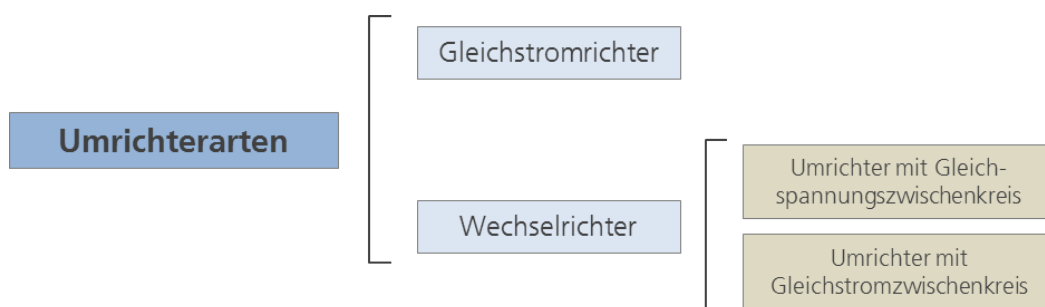 Umrichterarten
Gleichstromrichter
Wechselrichter
Umrichter mit Gleich-
spannungszwischenkreis
Umrichter mit
Gleichstromzwischenkreis